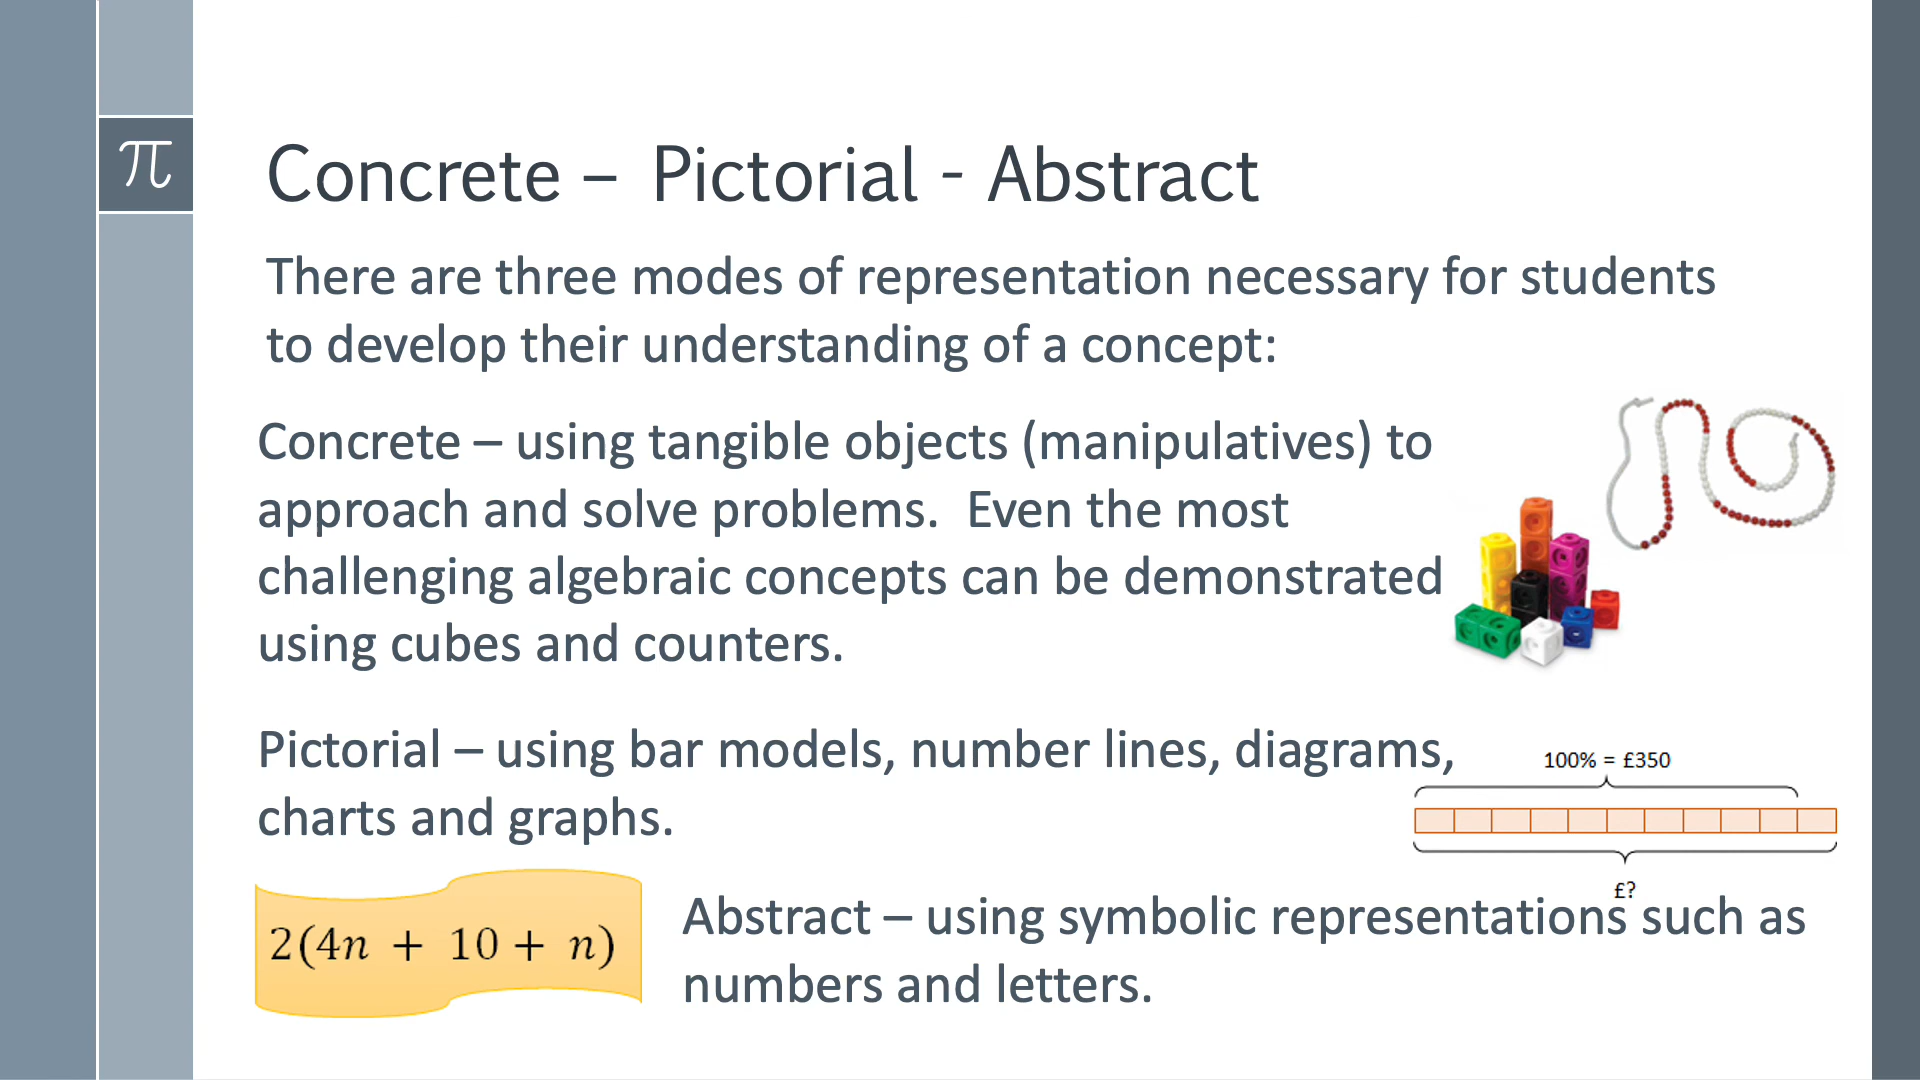 π
Concrete – Pictorial - Abstract
There are three modes of representation necessary for students
to develop their understanding of a concept:
Concrete – using tangible objects (manipulatives) to
approach and solve problems.  Even the most
challenging algebraic concepts can be demonstrated
using cubes and counters.
Pictorial – using bar models, number lines, diagrams,
charts and graphs.
100% = £350
£?
2(4n + 10 + n)
Abstract – using symbolic representations such as
numbers and letters.